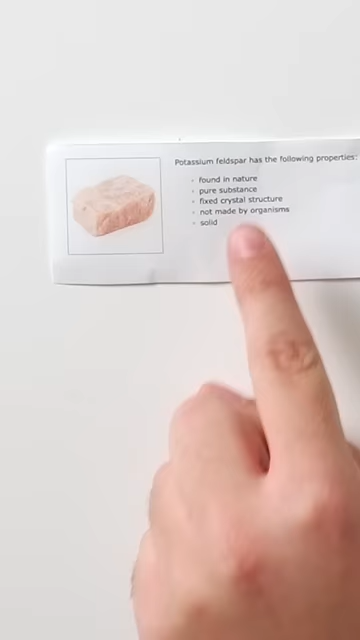 Potassium feldspar has the following properties:
found in nature
pure substance
fixed crystal structure
not made by organisms
solid